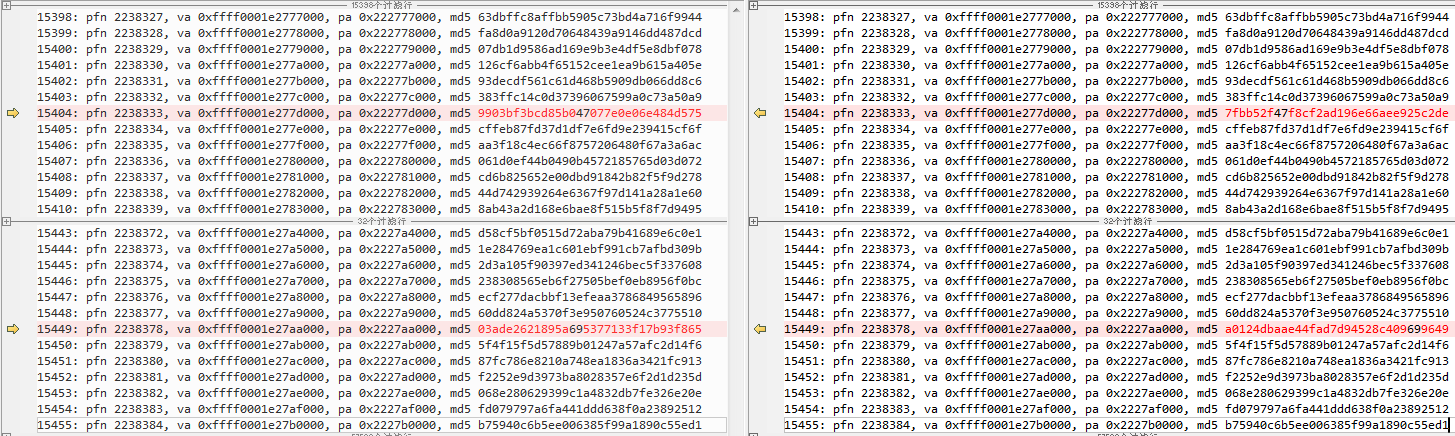 15398个过滤行
15398: pfn 2238327, va 0xffff0001e2777000, pa 0x222777000, md5 63dbffc8affbb5905c73bd4a716f9944
15399: pfn 2238328, va 0xffff0001e2778000, pa 0x222778000, md5 fa8d0a9120d70648439a9146dd487dcd
15400: pfn 2238329, va 0xffff0001e2779000, pa 0x222779000, md5 07db1d9586ad169e9b3e4df5e8dbf078
15401: pfn 2238330, va 0xffff0001e277a000, pa 0x22277a000, md5 126cf6abb4f65152cee1ea9b615a405e
15402: pfn 2238331, va 0xffff0001e277b000, pa 0x22277b000, md5 93decdf561c61d468b5909db066dd8c6
15403: pfn 2238332, va 0xffff0001e277c000, pa 0x22277c000, md5 383ffc14c0d37396067599a0c73a50a9
15404: pfn 2238333, va 0xffff0001e277d000, pa 0x22277d000, md5 9903bf3bcd85b047077e0e06e484d575
15405: pfn 2238334, va 0xffff0001e277e000, pa 0x22277e000, md5 cffeb87fd37d1df7e6fd9e239415cf6f
15406: pfn 2238335, va 0xffff0001e277f000, pa 0x22277f000, md5 aa3f18c4ec66f8757206480f67a3a6ac
15407: pfn 2238336, va 0xffff0001e2780000, pa 0x222780000, md5 061d0ef44b0490b4572185765d03d072
15408: pfn 2238337, va 0xffff0001e2781000, pa 0x222781000, md5 cd6b825652e00dbd91842b82f5f9d278
15409: pfn 2238338, va 0xffff0001e2782000, pa 0x222782000, md5 44d742939264e6367f97d141a28a1e60
15410: pfn 2238339, va 0xffff0001e2783000, pa 0x222783000, md5 8ab43a2d168e6bae8f515b5f8f7d9495
32个过滤行
15443: pfn 2238372, va 0xffff0001e27a4000, pa 0x2227a4000, md5 d58cf5bf0515d72aba79b41689e6c0e1
15444: pfn 2238373, va 0xffff0001e27a5000, pa 0x2227a5000, md5 1e284769ea1c601ebf991cb7afbd309b
15445: pfn 2238374, va 0xffff0001e27a6000, pa 0x2227a6000, md5 2d3a105f90397ed341246bec5f337608
15446: pfn 2238375, va 0xffff0001e27a7000, pa 0x2227a7000, md5 238308565eb6f27505bef0eb8956f0bc
15447: pfn 2238376, va 0xffff0001e27a8000, pa 0x2227a8000, md5 ecf277dacbbf13efeaa3786849565896
15448: pfn 2238377, va 0xffff0001e27a9000, pa 0x2227a9000, md5 60dd824a5370f3e950760524c3775510
15449: pfn 2238378, va 0xffff0001e27aa000, pa 0x2227aa000, md5 03ade2621895a695377133f17b93f865
15450: pfn 2238379, va 0xffff0001e27ab000, pa 0x2227ab000, md5 5f4f15f5d57889b01247a57afc2d14f6
15451: pfn 2238380, va 0xffff0001e27ac000, pa 0x2227ac000, md5 87fc786e8210a748ea1836a3421fc913
15452: pfn 2238381, va 0xffff0001e27ad000, pa 0x2227ad000, md5 f2252e9d3973ba8028357e6f2d1d235d
15453: pfn 2238382, va 0xffff0001e27ae000, pa 0x2227ae000, md5 068e280629399c1a4832db7fe326e20e
15454: pfn 2238383, va 0xffff0001e27af000, pa 0x2227af000, md5 fd079797a6fa441ddd638f0a23892512
15455: pfn 2238384, va 0xffff0001e27b0000, pa 0x2227b0000, md5 b75940c6b5ee006385f99a1890c55ed1
15398个过滤行
15398: pfn 2238327, va 0xffff0001e2777000, pa 0x222777000, md5 63dbffc8affbb5905c73bd4a716f9944
15399: pfn 2238328, va 0xffff0001e2778000, pa 0x222778000, md5 fa8d0a9120d70648439a9146dd487dcd
15400: pfn 2238329, va 0xffff0001e2779000, pa 0x222779000, md5 07db1d9586ad169e9b3e4df5e8dbf078
15401: pfn 2238330, va 0xffff0001e277a000, pa 0x22277a000, md5 126cf6abb4f65152cee1ea9b615a405e
15402: pfn 2238331, va 0xffff0001e277b000, pa 0x22277b000, md5 93decdf561c61d468b5909db066dd8c6
15403: pfn 2238332, va 0xffff0001e277c000, pa 0x22277c000, md5 383ffc14c0d37396067599a0c73a50a9
15404: pfn 2238333, va 0xffff0001e277d000, pa 0x22277d000, md5 7fbb52f47f8cf2ad196e66aee925c2de
15405: pfn 2238334, va 0xffff0001e277e000, pa 0x22277e000, md5 cffeb87fd37d1df7e6fd9e239415cf6f
15406: pfn 2238335, va 0xffff0001e277f000, pa 0x22277f000, md5 aa3f18c4ec66f8757206480f67a3a6ac
15407: pfn 2238336, va 0xffff0001e2780000, pa 0x222780000, md5 061d0ef44b0490b4572185765d03d072
15408: pfn 2238337, va 0xffff0001e2781000, pa 0x222781000, md5 cd6b825652e00dbd91842b82f5f9d278
15409: pfn 2238338, va 0xffff0001e2782000, pa 0x222782000, md5 44d742939264e6367f97d141a28a1e60
15410: pfn 2238339, va 0xffff0001e2783000, pa 0x222783000, md5 8ab43a2d168e6bae8f515b5f8f7d9495
32个过滤行
15443: pfn 2238372, va 0xffff0001e27a4000, pa 0x2227a4000, md5 d58cf5bf0515d72aba79b41689e6c0e1
15444: pfn 2238373, va 0xffff0001e27a5000, pa 0x2227a5000, md5 1e284769ea1c601ebf991cb7afbd309b
15445: pfn 2238374, va 0xffff0001e27a6000, pa 0x2227a6000, md5 2d3a105f90397ed341246bec5f337608
15446: pfn 2238375, va 0xffff0001e27a7000, pa 0x2227a7000, md5 238308565eb6f27505bef0eb8956f0bc
15447: pfn 2238376, va 0xffff0001e27a8000, pa 0x2227a8000, md5 ecf277dacbbf13efeaa3786849565896
15448: pfn 2238377, va 0xffff0001e27a9000, pa 0x2227a9000, md5 60dd824a5370f3e950760524c3775510
15449: pfn 2238378, va 0xffff0001e27aa000, pa 0x2227aa000, md5 a0124dbaae44fad7d94528c409699649
15450: pfn 2238379, va 0xffff0001e27ab000, pa 0x2227ab000, md5 5f4f15f5d57889b01247a57afc2d14f6
15451: pfn 2238380, va 0xffff0001e27ac000, pa 0x2227ac000, md5 87fc786e8210a748ea1836a3421fc913
15452: pfn 2238381, va 0xffff0001e27ad000, pa 0x2227ad000, md5 f2252e9d3973ba8028357e6f2d1d235d
15453: pfn 2238382, va 0xffff0001e27ae000, pa 0x2227ae000, md5 068e280629399c1a4832db7fe326e20e
15454: pfn 2238383, va 0xffff0001e27af000, pa 0x2227af000, md5 fd079797a6fa441ddd638f0a23892512
15455: pfn 2238384, va 0xffff0001e27b0000, pa 0x2227b0000, md5 b75940c6b5ee006385f99a1890c55ed1